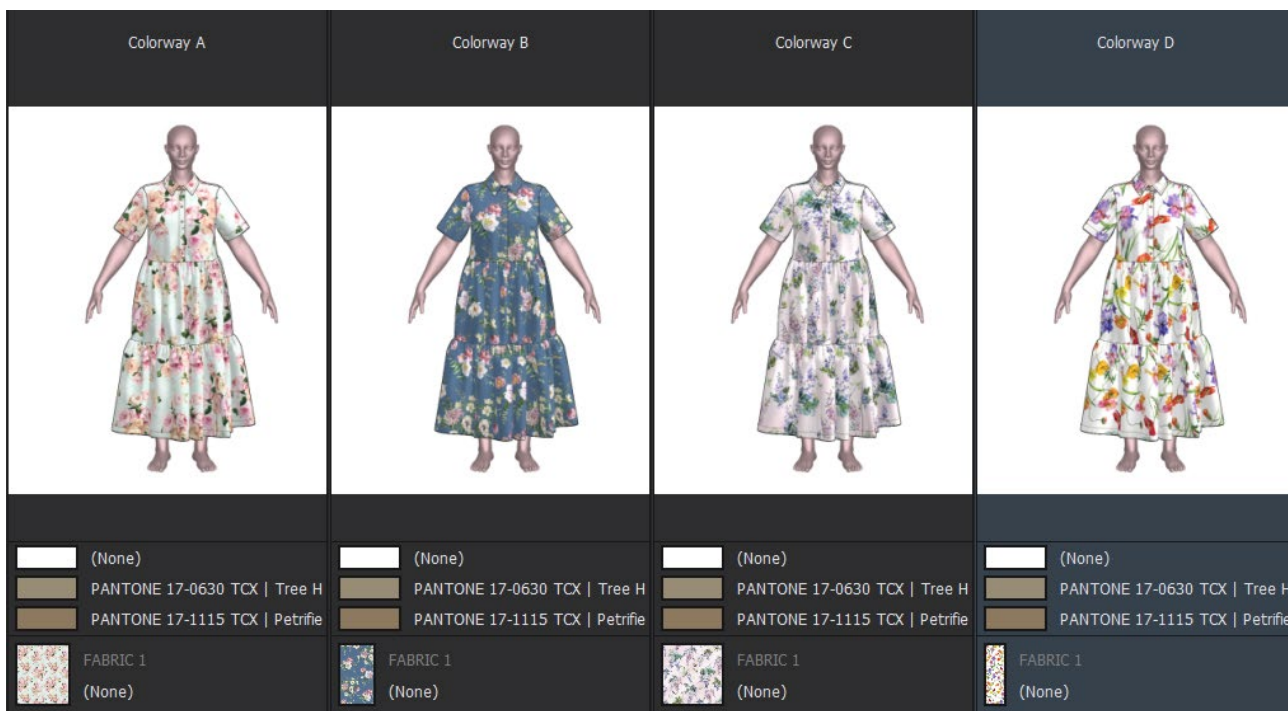 Colorway A
Colorway B
Colorway C
Colorway D
(None)
PANTONE 17-0630 TCX | Tree H
PANTONE 17-1115 TCX | Petrifie
FABRIC 1
(None)
(None)
PANTONE 17-0630 TCX | Tree H
PANTONE 17-1115 TCX | Petrifie
FABRIC 1
(None)
(None)
PANTONE 17-0630 TCX | Tree H
PANTONE 17-1115 TCX | Petrifie
FABRIC 1
(None)
(None)
PANTONE 17-0630 TCX | Tree H
PANTONE 17-1115 TCX | Petrifie
FABRIC 1
(None)